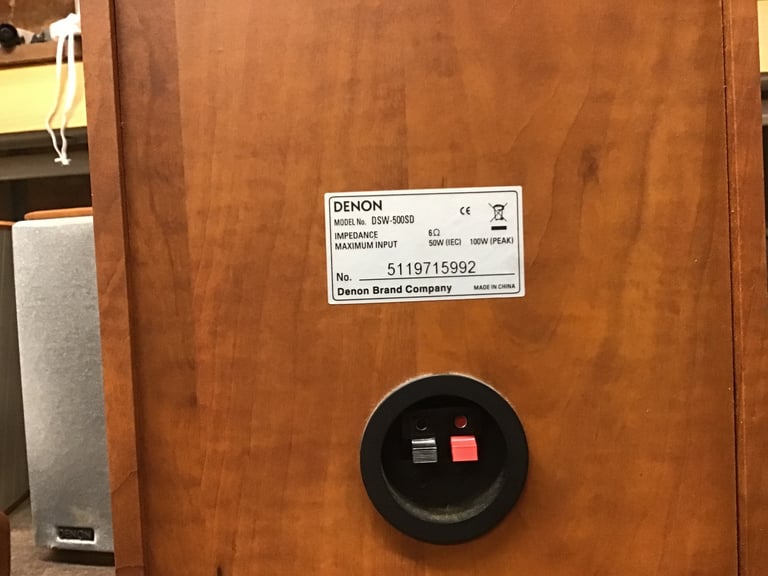 DENON
MODEL No. DSW-500SD
CE
IMPEDANCE 6Ω
MAXIMUM INPUT 50W (IEC) 100W (PEAK)
No. 5119715992
Denon Brand Company MADE IN CHINA
DENON